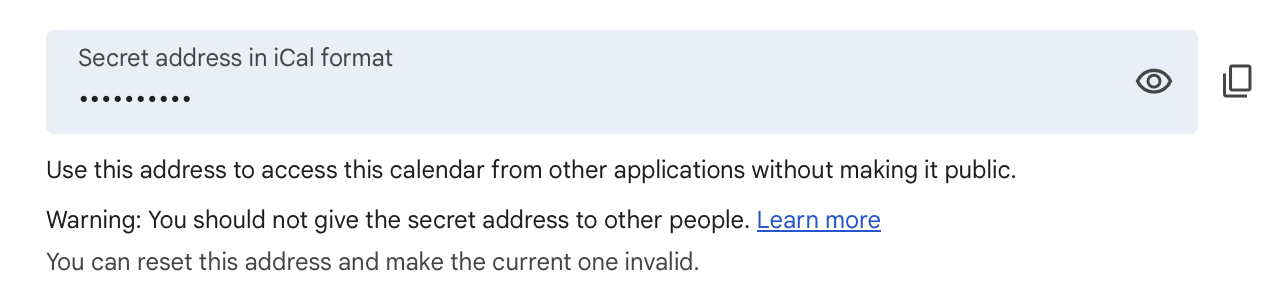 Secret address in iCal format
••••••••••
Use this address to access this calendar from other applications without making it public.
Warning: You should not give the secret address to other people. Learn more
You can reset this address and make the current one invalid.